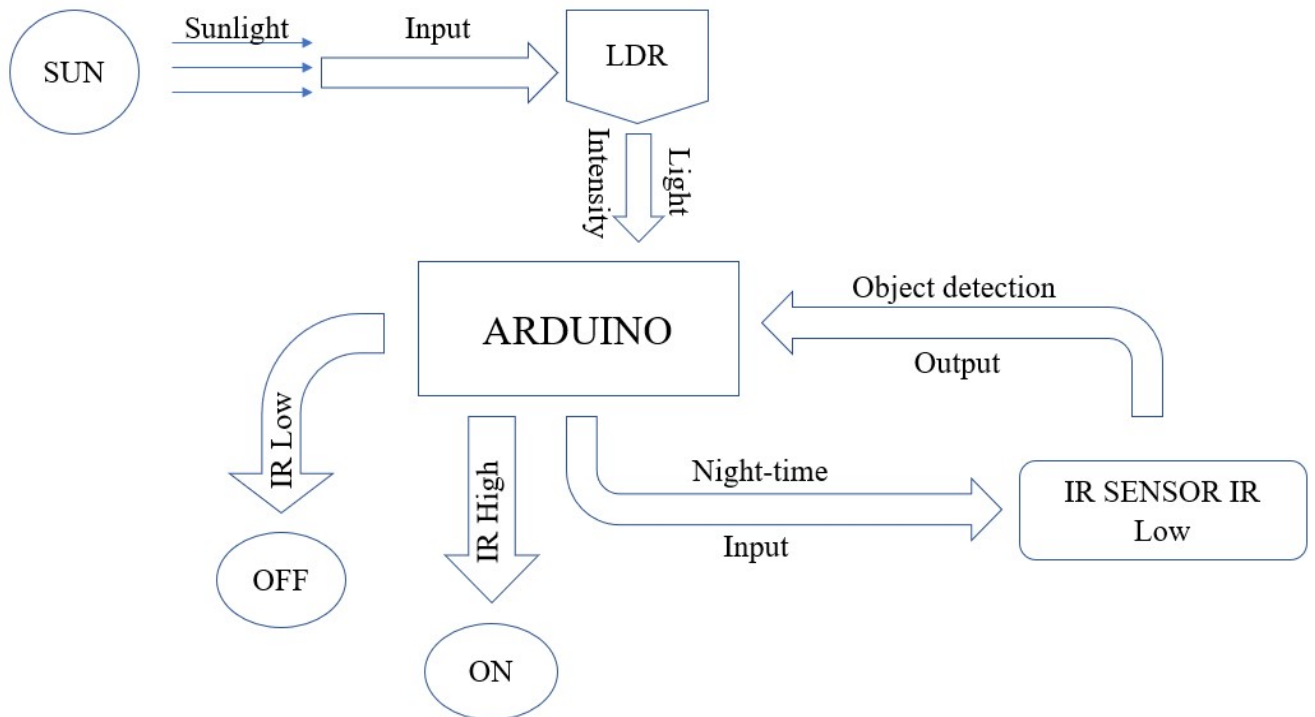 SUN
Sunlight
Input
LDR
Light
Intensity
ARDUINO
Object detection
Output
IR Low
IR High
Night-time
Input
IR SENSOR IR
Low
OFF
ON